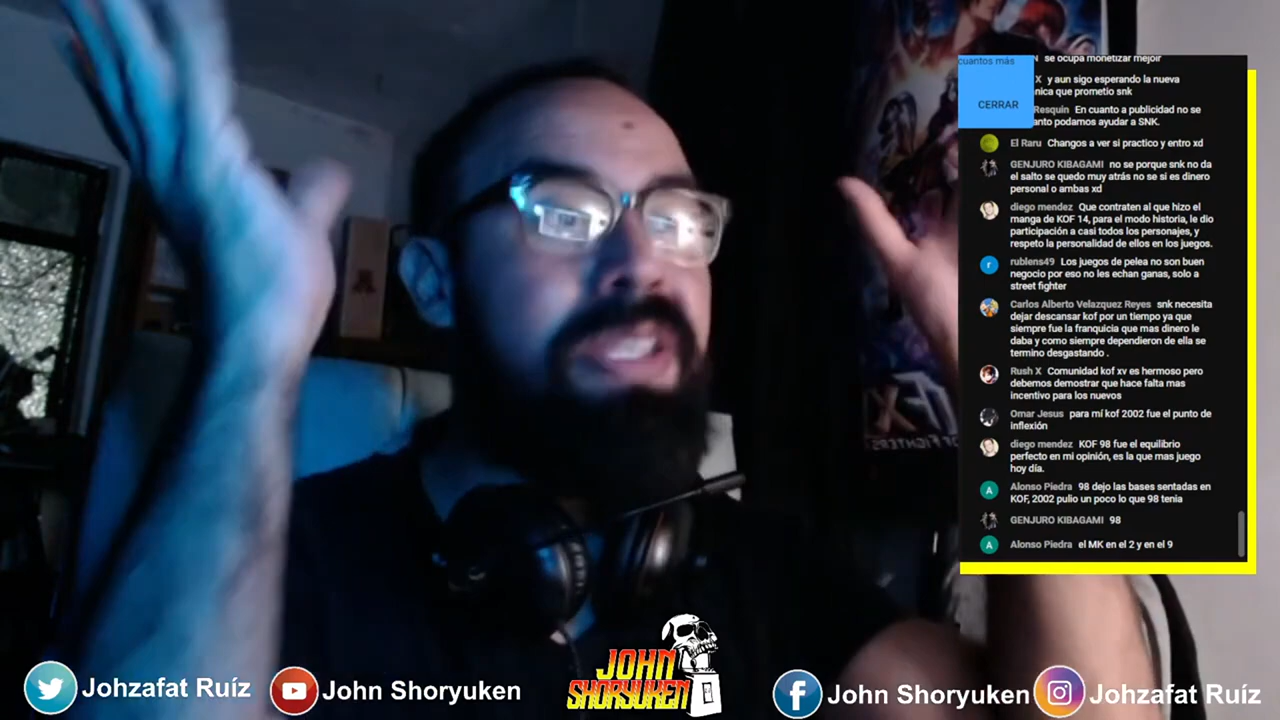 cuantos más
CERRAR
se ocupa monetizar mejoir
X y aun sigo esperando la nueva
nica que prometio snk
Resquin En cuanto a publicidad no se
anto podamos ayudar a SNK.
El Raru Changos a ver si practico y entro xd
GENJURO KIBAGAMI no se porque snk no da
el salto se quedo muy atrás no se si es dinero
personal o ambas xd
diego mendez Que contraten al que hizo el
manga de KOF 14, para el modo historia, le dio
participación a casi todos los personajes, y
respeto la personalidad de ellos en los juegos.
r
rublens49 Los juegos de pelea no son buen
negocio por eso no les echan ganas, solo a
street fighter
Carlos Alberto Velazquez Reyes snk necesita
dejar descansar kof por un tiempo ya que
siempre fue la franquicia que mas dinero le
daba y como siempre dependieron de ella se
termino desgastando .
Rush X Comunidad kof xv es hermoso pero
debemos demostrar que hace falta mas
incentivo para los nuevos
Omar Jesus para mí kof 2002 fue el punto de
inflexión
diego mendez KOF 98 fue el equilibrio
perfecto en mi opinión, es la que mas juego
hoy día.
A
Alonso Piedra 98 dejo las bases sentadas en
KOF, 2002 pulio un poco lo que 98 tenia
GENJURO KIBAGAMI 98
A
Alonso Piedra el MK en el 2 y en el 9
Johzafat Ruíz
John Shoryuken
JOHN
SHORYUKEN
John Shoryuken
Johzafat Ruíz